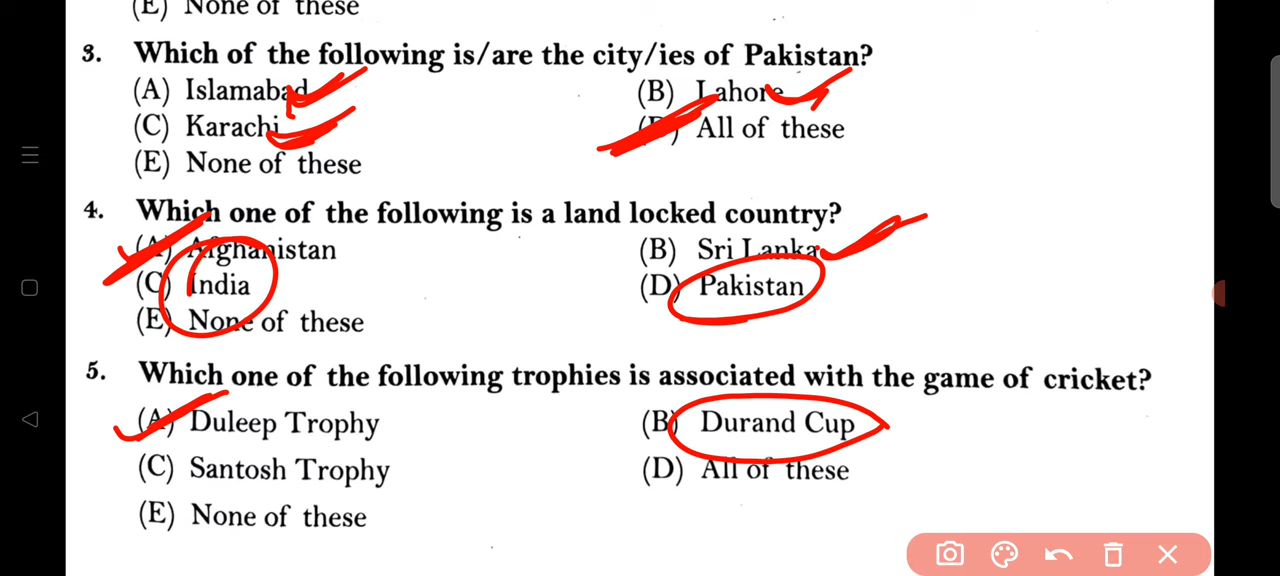 (E) None of these
3. Which of the following is/are the city/ies of Pakistan?
(A) Islamabad (B) Lahore
(C) Karachi (D) All of these
(E) None of these
4. Which one of the following is a land locked country?
(A) Afghanistan (B) Sri Lanka
(C) India (D) Pakistan
(E) None of these
5. Which one of the following trophies is associated with the game of cricket?
(A) Duleep Trophy (B) Durand Cup
(C) Santosh Trophy (D) All of these
(E) None of these